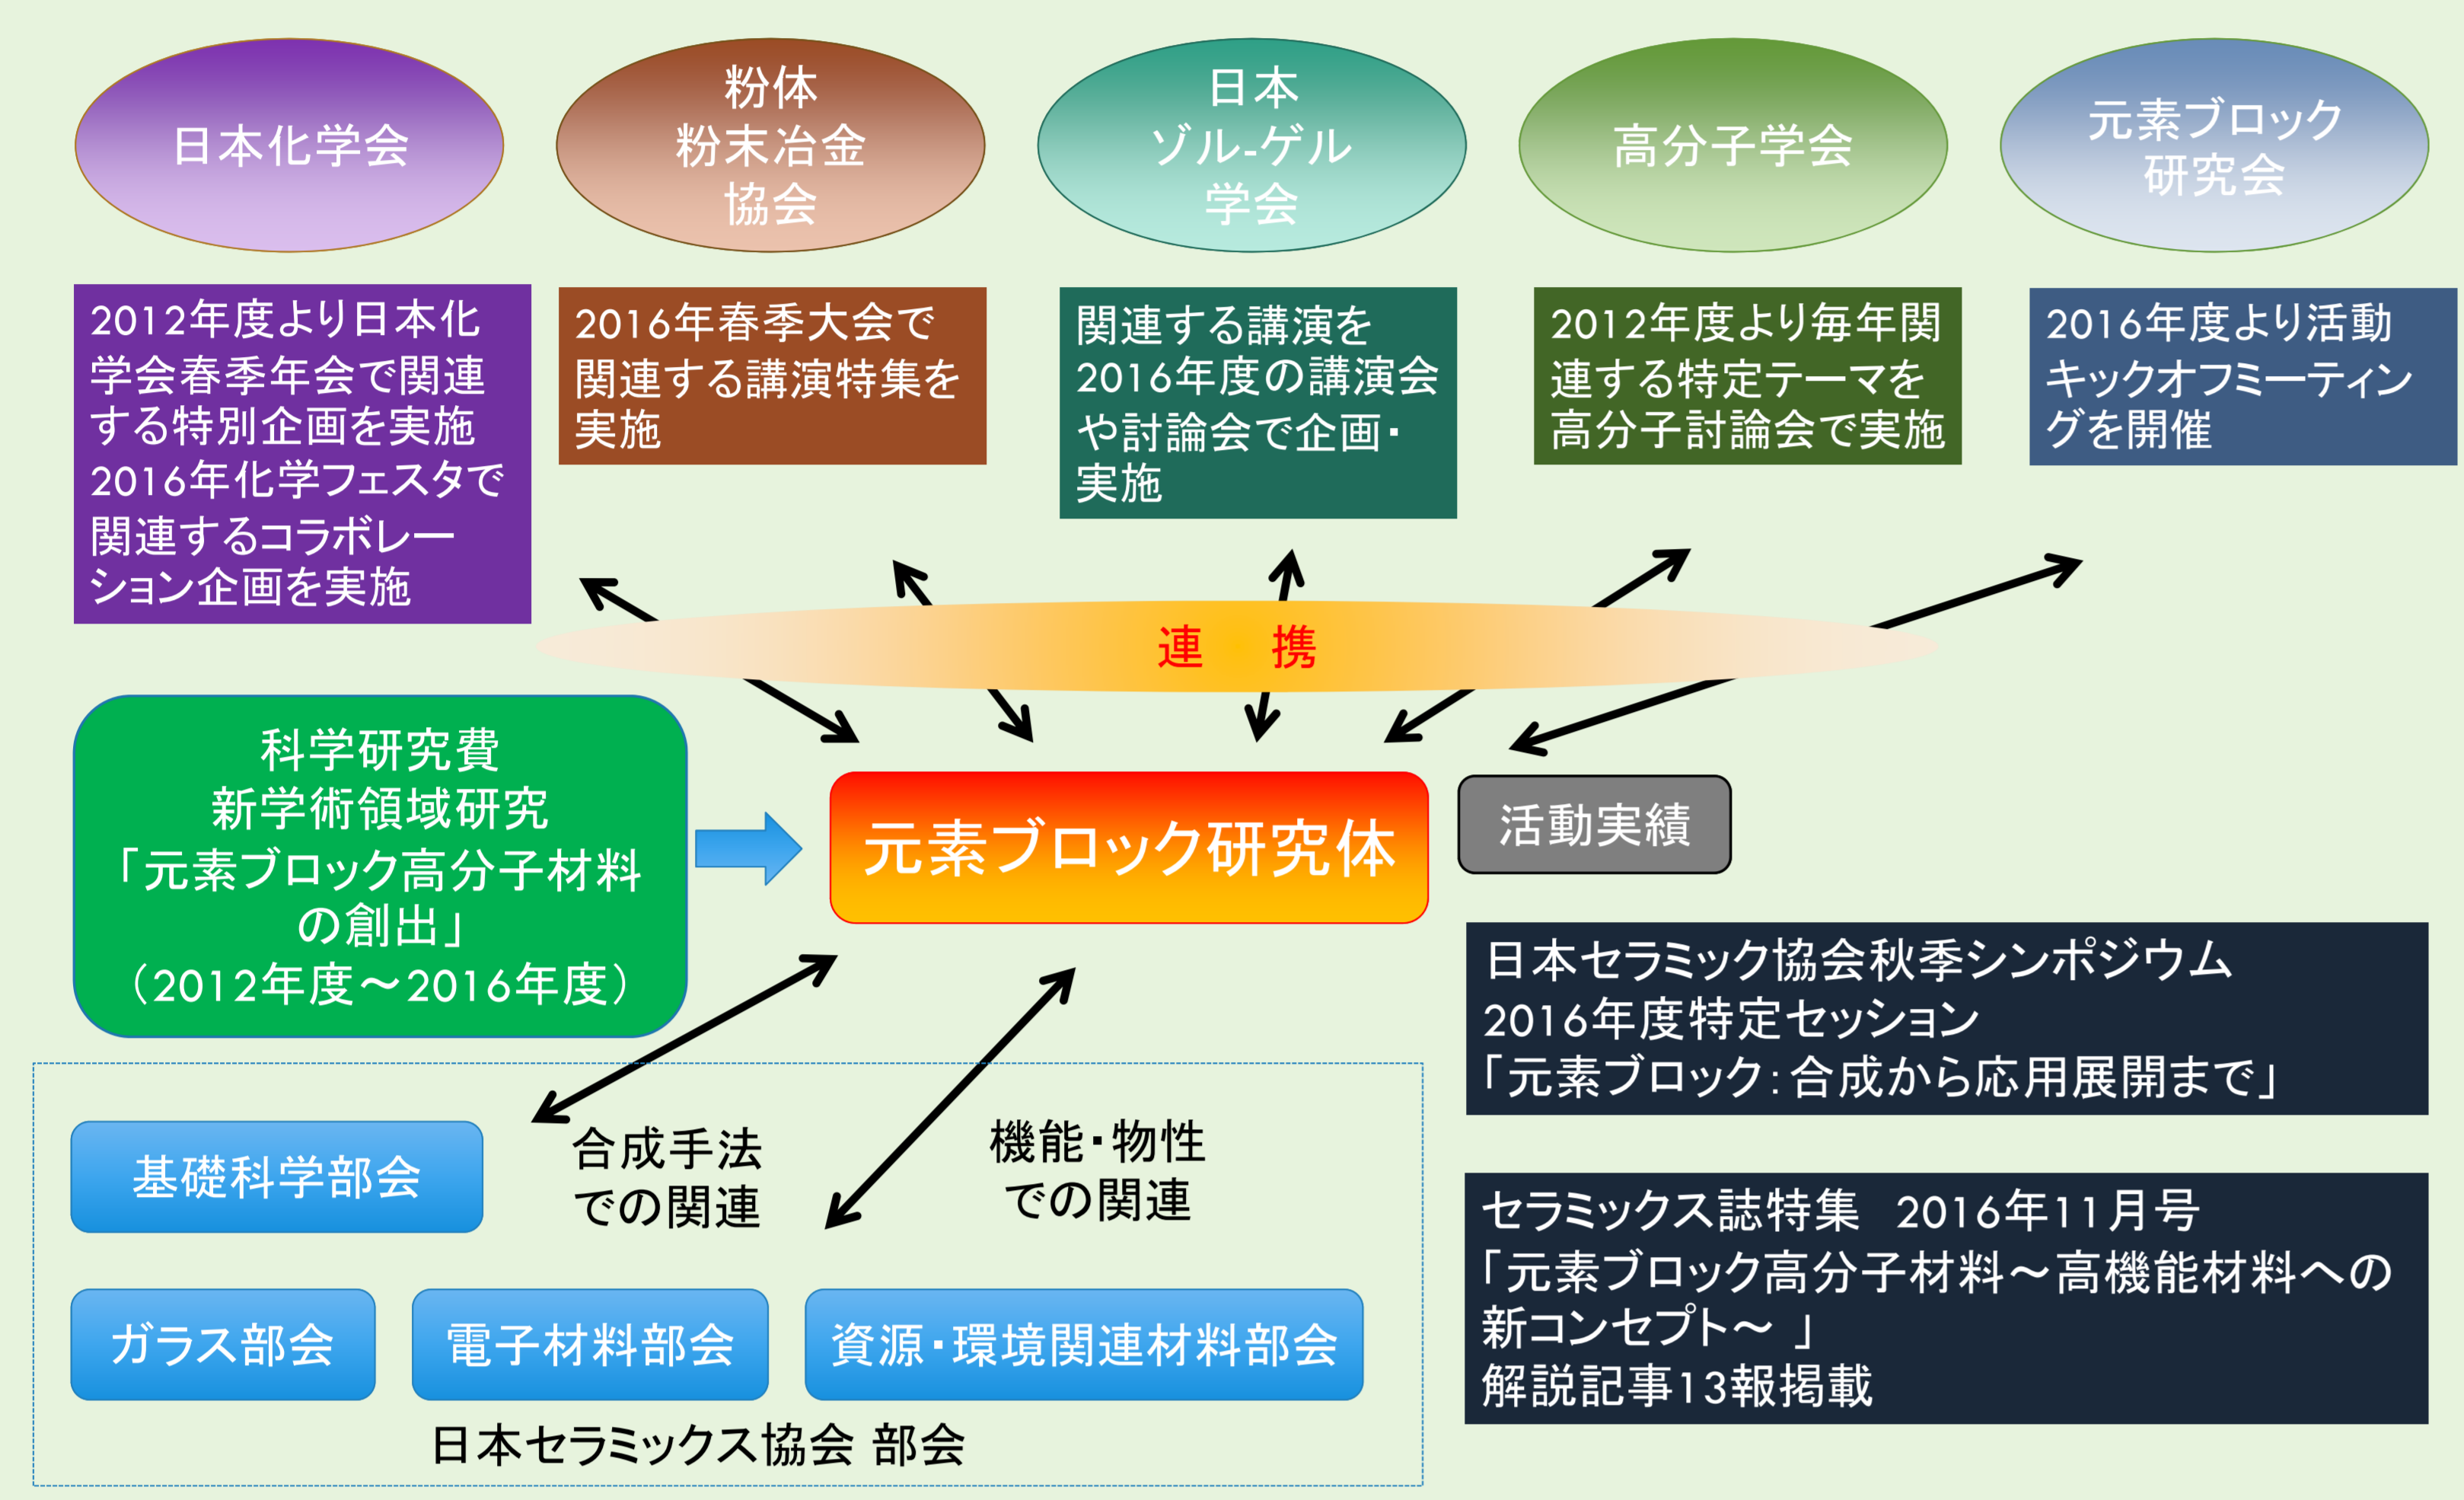 日本化学会
粉体
粉末冶金
協会
日本
ゾル-ゲル
学会
高分子学会
元素ブロック
研究会
2012年度より日本化
学会春季年会で関連
する特別企画を実施
2016年化学フェスタで
関連するコラボレー
ション企画を実施
2016年春季大会で
関連する講演特集を
実施
関連する講演を
2016年度の講演会
や討論会で企画・
実施
2012年度より毎年関
連する特定テーマを
高分子討論会で実施
2016年度より活動
キックオフミーティン
グを開催
連　携
科学研究費
新学術領域研究
「元素ブロック高分子材料
の創出」
（2012年度～2016年度）
元素ブロック研究体
活動実績
日本セラミック協会秋季シンポジウム
2016年度特定セッション
「元素ブロック：合成から応用展開まで」
セラミックス誌特集　2016年11月号
「元素ブロック高分子材料～高機能材料への
新コンセプト～ 」
解説記事13報掲載
基礎科学部会
合成手法
での関連
機能・物性
での関連
ガラス部会
電子材料部会
資源・環境関連材料部会
日本セラミックス協会 部会